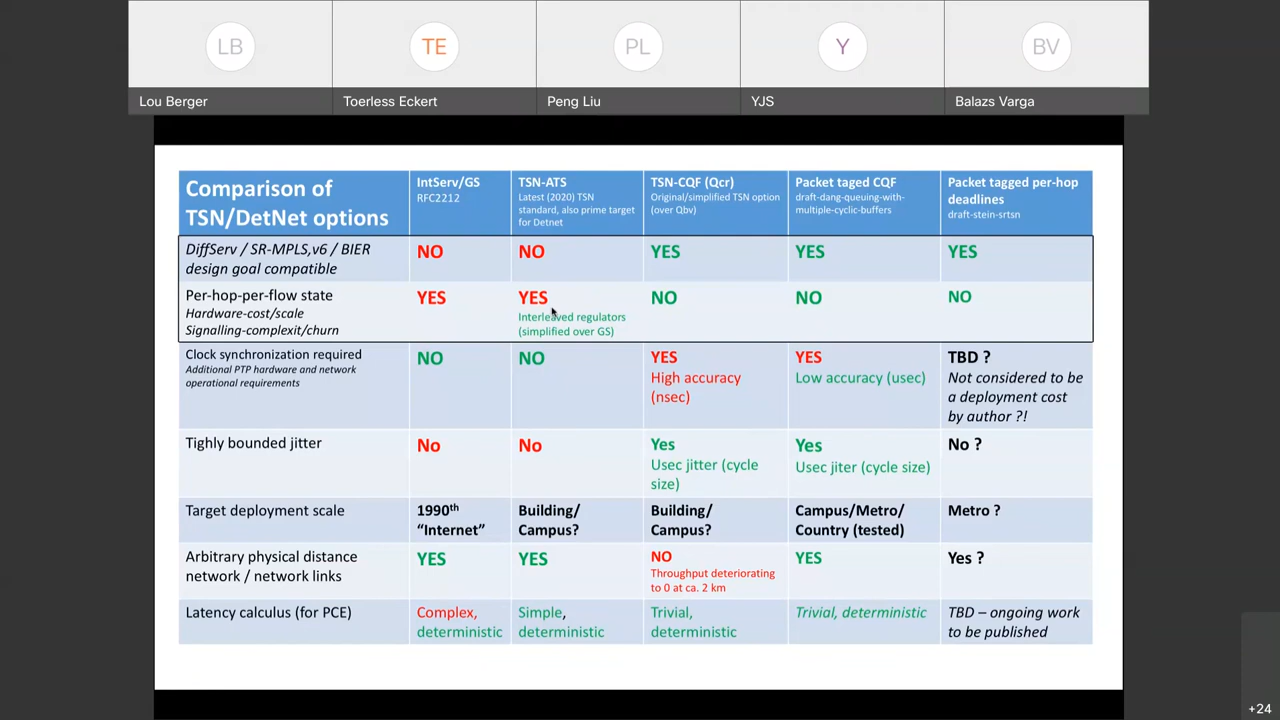 LB
TE
PL
Y
BV
Lou Berger
Toerless Eckert
Peng Liu
YJS
Balazs Varga
Comparison of
TSN/DetNet options
IntServ/GS
RFC2212
TSN-ATS
Latest (2020) TSN
standard, also prime target
for Detnet
TSN-CQF (Qcr)
Original/simplified TSN option
(over Qbv)
Packet taged CQF
draft-dang-queuing-with-
multiple-cyclic-buffers
Packet tagged per-hop
deadlines
draft-stein-srtsn
DiffServ / SR-MPLS,v6 / BIER
design goal compatible
NO
NO
YES
YES
YES
Per-hop-per-flow state
Hardware-cost/scale
Signalling-complexit/churn
YES
YES
Interleaved regulators
(simplified over GS)
NO
NO
NO
Clock synchronization required
Additional PTP hardware and network
operational requirements
NO
NO
YES
High accuracy
(nsec)
YES
Low accuracy (usec)
TBD ?
Not considered to be
a deployment cost
by author ?!
Tighly bounded jitter
No
No
Yes
Usec jitter (cycle
size)
Yes
Usec jiter (cycle size)
No ?
Target deployment scale
1990th
“Internet”
Building/
Campus?
Building/
Campus?
Campus/Metro/
Country (tested)
Metro ?
Arbitrary physical distance
network / network links
YES
YES
NO
Throughput deteriorating
to 0 at ca. 2 km
YES
Yes ?
Latency calculus (for PCE)
Complex,
deterministic
Simple,
deterministic
Trivial,
deterministic
Trivial, deterministic
TBD – ongoing work
to be published
+24